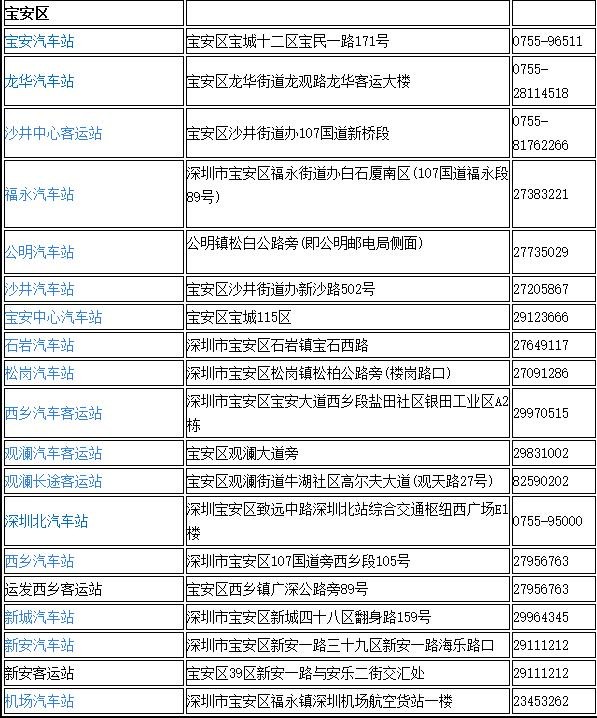 宝安区
宝安汽车站 宝安区宝城十二区宝民一路171号 0755-96511
龙华汽车站 宝安区龙华街道龙观路龙华客运大楼 0755-
28114518
沙井中心客运站 宝安区沙井街道办107国道新桥段 0755-
81762266
福永汽车站 深圳市宝安区福永街道办白石厦南区(107国道福永段
89号) 27383221
公明汽车站 公明镇松白公路旁(即公明邮电局侧面) 27735029
沙井汽车站 宝安区沙井街道办新沙路502号 27205867
宝安中心汽车站 宝安区宝城115区 29123666
石岩汽车站 深圳市宝安区石岩镇宝石西路 27649117
松岗汽车站 深圳市宝安区松岗镇松柏公路旁(楼岗路口) 27091286
西乡汽车客运站 深圳市宝安区宝安大道西乡段盐田社区银田工业区A2
栋 29970515
观澜汽车客运站 宝安区观澜大道旁 29831002
观澜长途客运站 宝安区观澜街道牛湖社区高尔夫大道(观天路27号) 82590202
深圳北汽车站 深圳宝安区致远中路深圳北站综合交通枢纽西广场E1
楼 0755-95000
西乡汽车站 深圳市宝安区107国道旁西乡段105号 27956763
运发西乡客运站 宝安区西乡镇广深公路旁89号 27956763
新城汽车站 深圳市宝安区新城四十八区翻身路159号 29964345
新安汽车站 深圳市宝安区新安一路三十九区新安一路海乐路口 29111212
新安客运站 宝安区39区新安一路与安乐二街交汇处 29111212
机场汽车站 深圳市宝安区福永镇深圳机场航空货站一楼 23453262